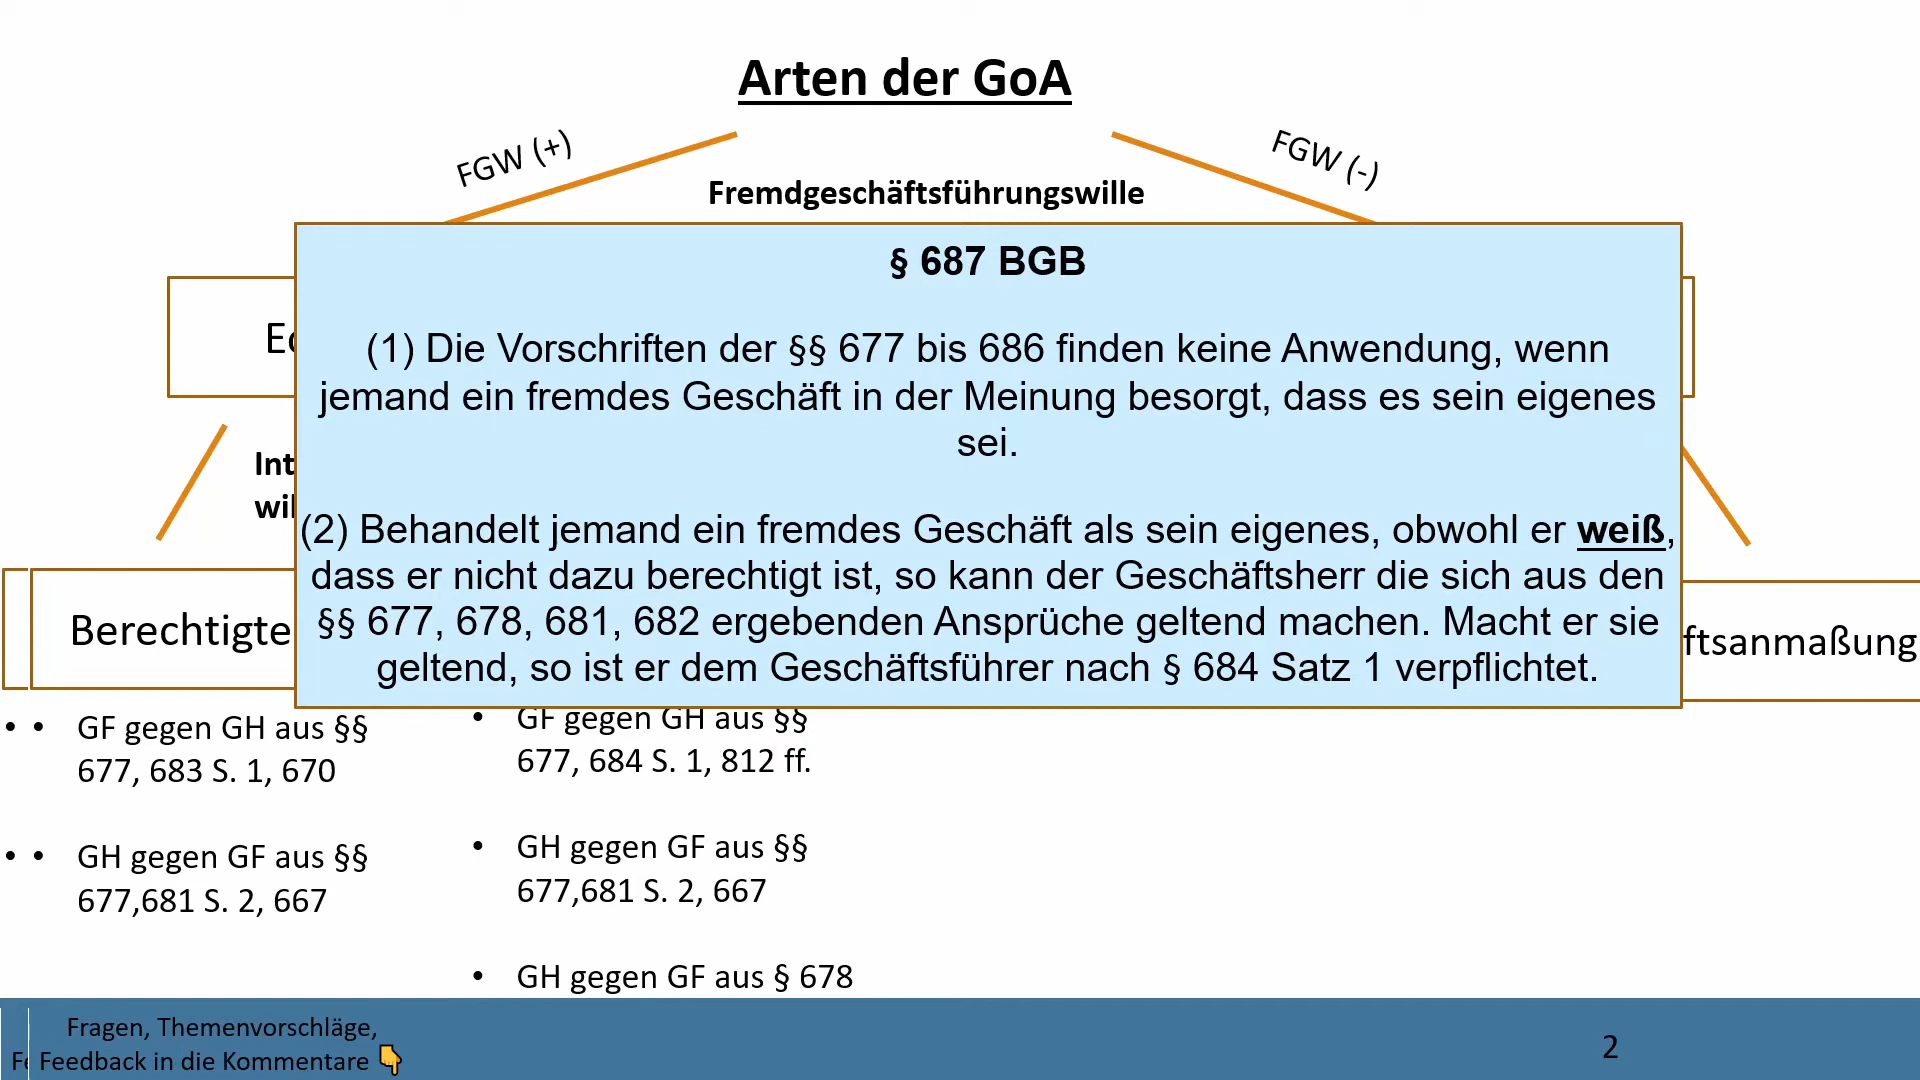 Arten der GoA
FGW (+)
FGW (-)
Fremdgeschäftsführungswille
§ 687 BGB
(1) Die Vorschriften der §§ 677 bis 686 finden keine Anwendung, wenn
jemand ein fremdes Geschäft in der Meinung besorgt, dass es sein eigenes
sei.
(2) Behandelt jemand ein fremdes Geschäft als sein eigenes, obwohl er weiß,
dass er nicht dazu berechtigt ist, so kann der Geschäftsherr die sich aus den
§§ 677, 678, 681, 682 ergebenden Ansprüche geltend machen. Macht er sie
geltend, so ist er dem Geschäftsführer nach § 684 Satz 1 verpflichtet.
Berechtigte
ftsanmaßung
• • GF gegen GH aus §§
677, 683 S. 1, 670
• • GH gegen GF aus §§
677,681 S. 2, 667
• GF gegen GH aus §§
677, 684 S. 1, 812 ff.
• GH gegen GF aus §§
677,681 S. 2, 667
• GH gegen GF aus § 678
Fragen, Themenvorschläge,
Feedback in die Kommentare 👇
2